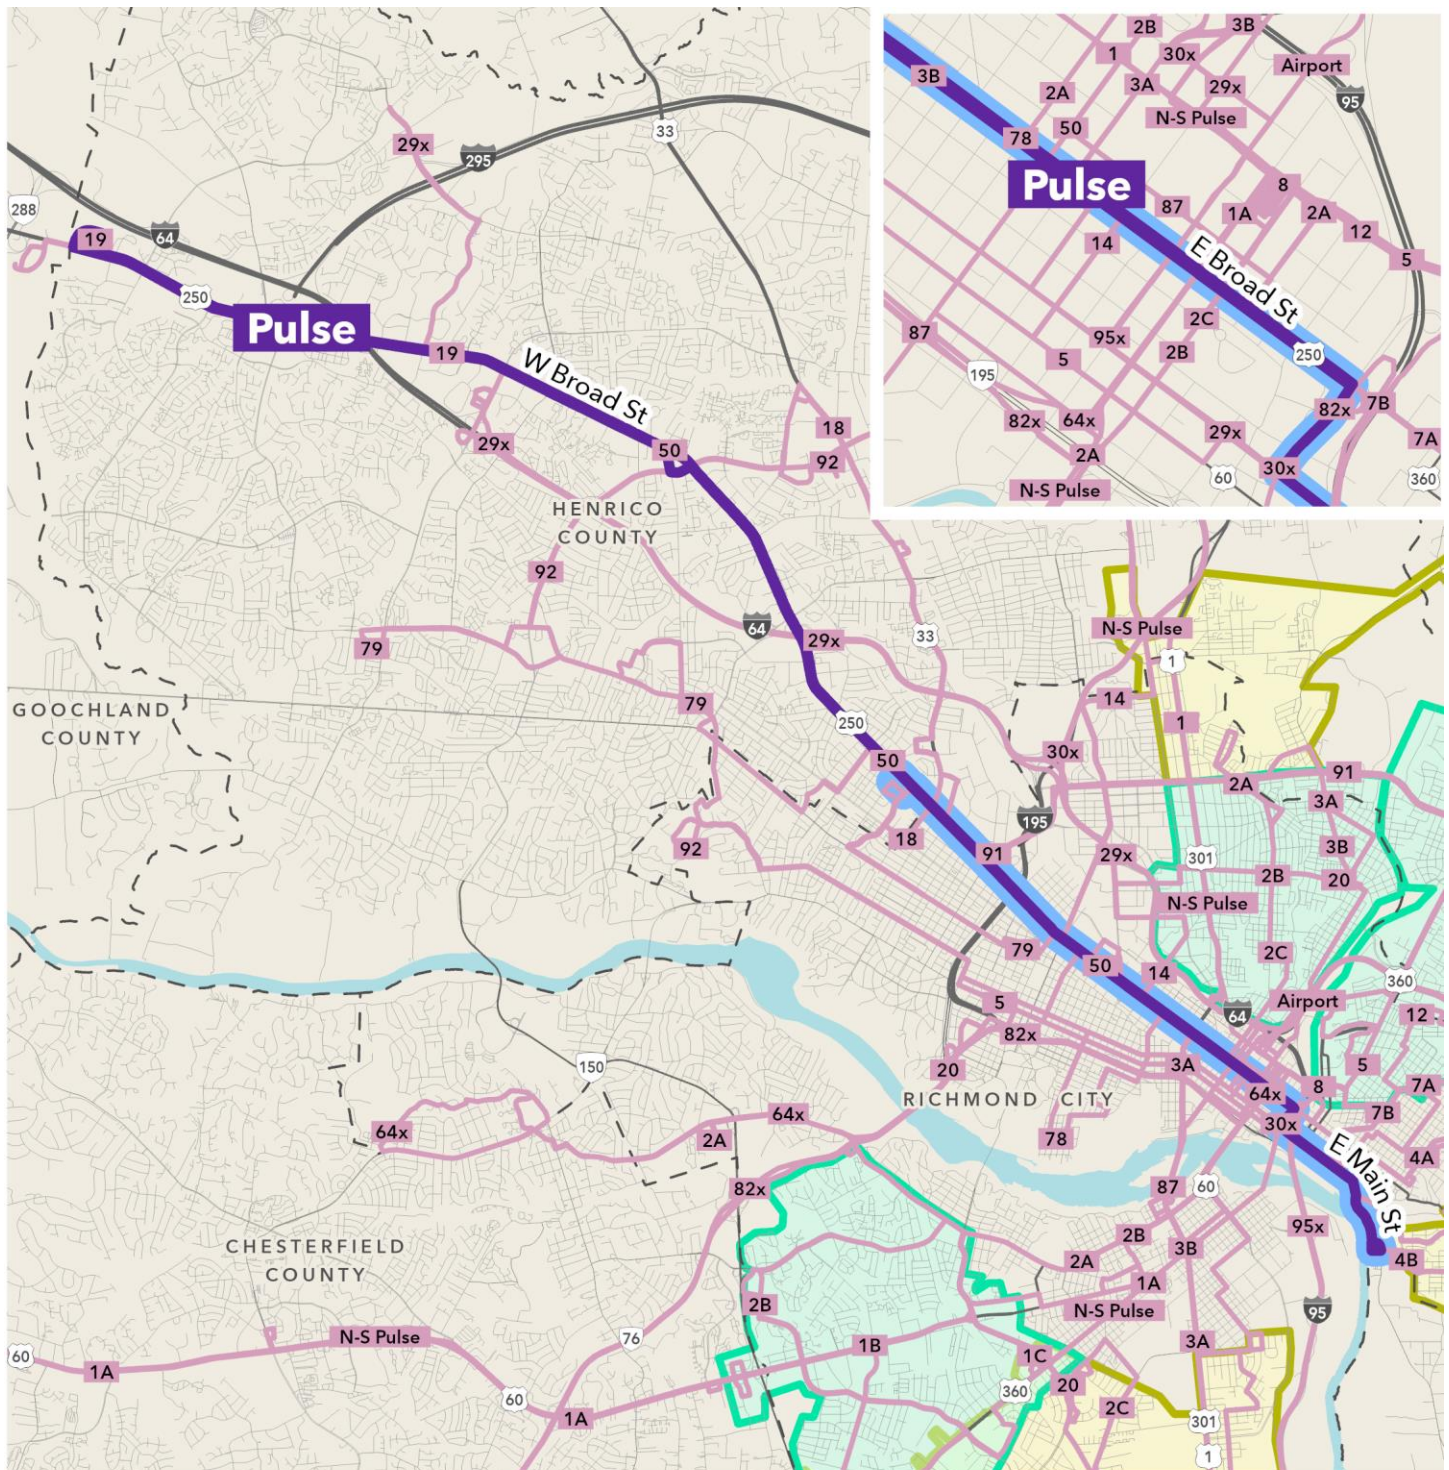 29x
33
295
288
19
64
250
Pulse
19
W Broad St
29x
50
18
92
HENRICO
COUNTY
92
64
79
29x
33
79
GOOCHLAND
COUNTY
250
50
18
92
91
195
30x
14
N-S Pulse
1
1
2A
91
3A
3B
301
2B
20
29x
N-S Pulse
79
50
14
2C
360
Airport
64
12
5
82x
20
3A
5
64x
8
7A
7B
RICHMOND CITY
30x
78
4A
E Main St
150
64x
64x
2A
82x
87
60
95x
2B
3B
2A
4B
1A
CHESTERFIELD
COUNTY
2B
N-S Pulse
95
N-S Pulse
76
60
1A
1B
3A
1C
360
20
60
1A
2C
301
1
2B
3B
1
30x
Airport
3B
2A
3A
29x
95
N-S Pulse
78
50
Pulse
8
87
1A
2A
14
12
E Broad St
5
2C
87
95x
250
5
2B
195
82x
7B
82x
64x
29x
7A
2A
30x
60
360
N-S Pulse